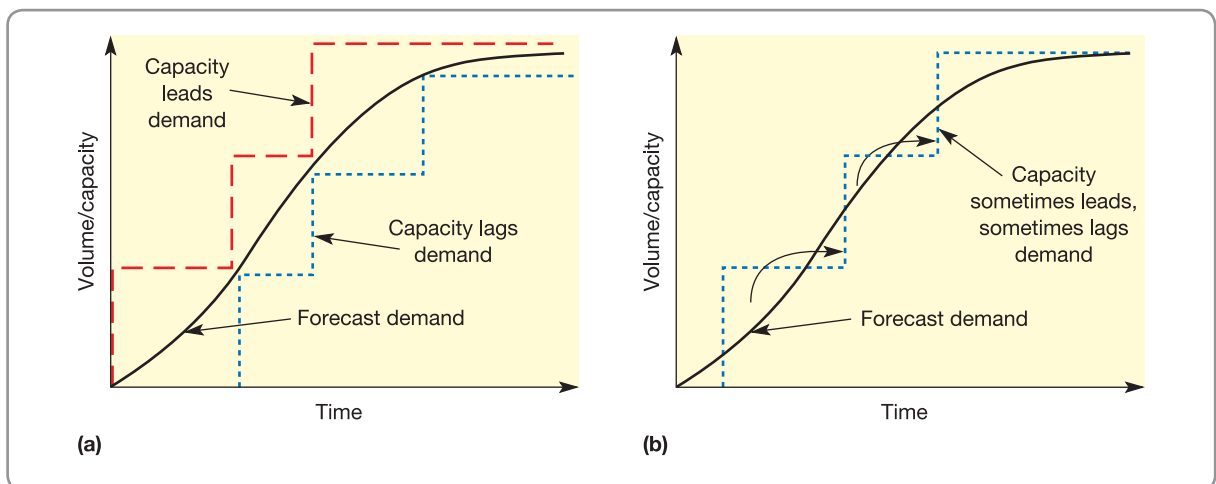 Capacity
leads
demand
Volume/capacity
Capacity lags
demand
Forecast demand
Time
(a)
Volume/capacity
Capacity
sometimes leads,
sometimes lags
demand
Forecast demand
Time
(b)